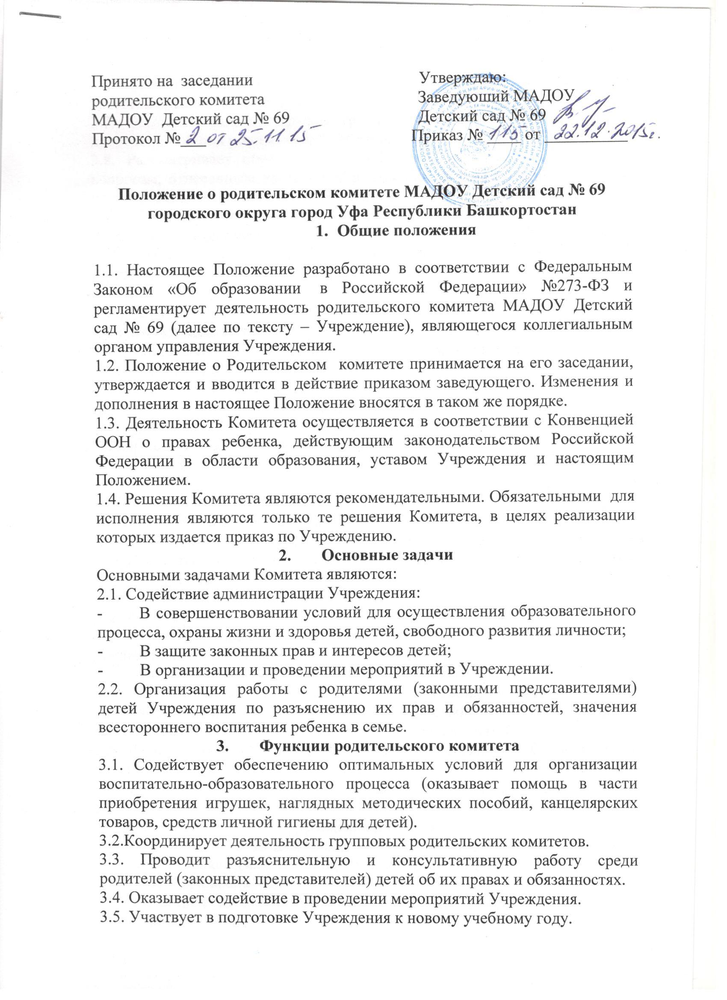 Принято на заседании
родительского комитета
МАДОУ Детский сад № 69
Протокол № 2 от 25.11.15
Утверждаю:
Заведующий МАДОУ
Детский сад № 69
Приказ № 113 от 22.12.2015г.
Положение о родительском комитете МАДОУ Детский сад № 69
городского округа город Уфа Республики Башкортостан
1. Общие положения
1.1. Настоящее Положение разработано в соответствии с Федеральным
Законом «Об образовании в Российской Федерации» №273-ФЗ и
регламентирует деятельность родительского комитета МАДОУ Детский
сад № 69 (далее по тексту – Учреждение), являющегося коллегиальным
органом управления Учреждения.
1.2. Положение о Родительском комитете принимается на его заседании,
утверждается и вводится в действие приказом заведующего. Изменения и
дополнения в настоящее Положение вносятся в таком же порядке.
1.3. Деятельность Комитета осуществляется в соответствии с Конвенцией
ООН о правах ребенка, действующим законодательством Российской
Федерации в области образования, уставом Учреждения и настоящим
Положением.
1.4. Решения Комитета являются рекомендательными. Обязательными для
исполнения являются только те решения Комитета, в целях реализации
которых издается приказ по Учреждению.
2. Основные задачи
Основными задачами Комитета являются:
2.1. Содействие администрации Учреждения:
- В совершенствовании условий для осуществления образовательного
процесса, охраны жизни и здоровья детей, свободного развития личности;
- В защите законных прав и интересов детей;
- В организации и проведении мероприятий в Учреждении.
2.2. Организация работы с родителями (законными представителями)
детей Учреждения по разъяснению их прав и обязанностей, значения
всестороннего воспитания ребенка в семье.
3. Функции родительского комитета
3.1. Содействует обеспечению оптимальных условий для организации
воспитательно-образовательного процесса (оказывает помощь в части
приобретения игрушек, наглядных методических пособий, канцелярских
товаров, средств личной гигиены для детей).
3.2.Координирует деятельность групповых родительских комитетов.
3.3. Проводит разъяснительную и консультативную работу среди
родителей (законных представителей) детей об их правах и обязанностях.
3.4. Оказывает содействие в проведении мероприятий Учреждения.
3.5. Участвует в подготовке Учреждения к новому учебному году.